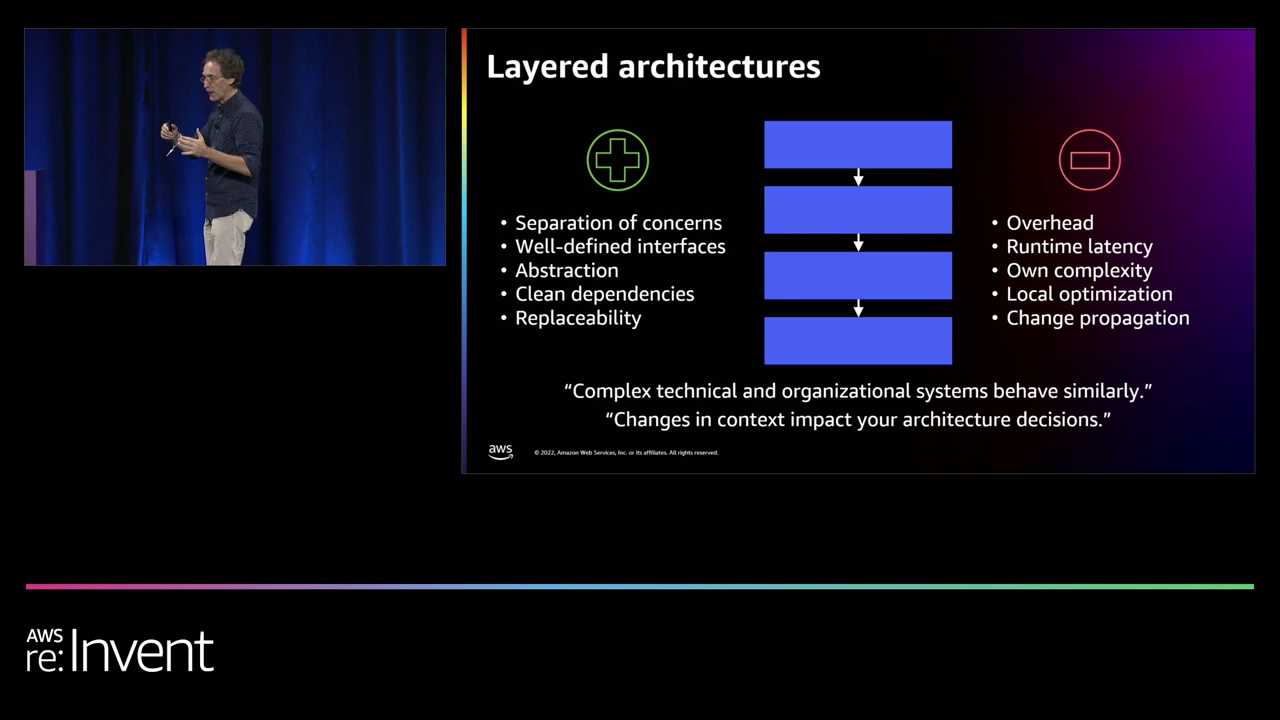 Layered architectures
• Separation of concerns
• Well-defined interfaces
• Abstraction
• Clean dependencies
• Replaceability
• Overhead
• Runtime latency
• Own complexity
• Local optimization
• Change propagation
“Complex technical and organizational systems behave similarly.”
“Changes in context impact your architecture decisions.”
aws
© 2022, Amazon Web Services, Inc. or its affiliates. All rights reserved.
AWS
re:Invent